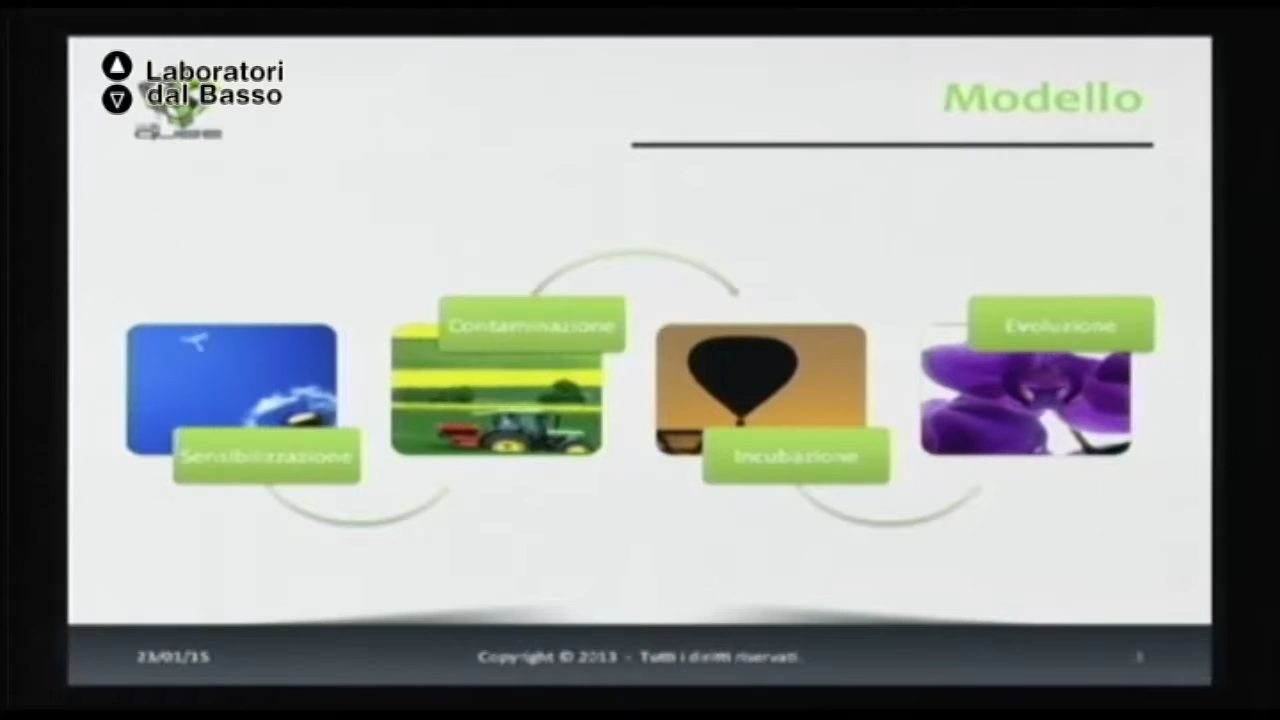 Laboratori
dal Basso
Modello
Contaminazione
Evoluzione
Sensibilizzazione
Incubazione
23/01/15
Copyright © 2013 - Tutti i diritti riservati.